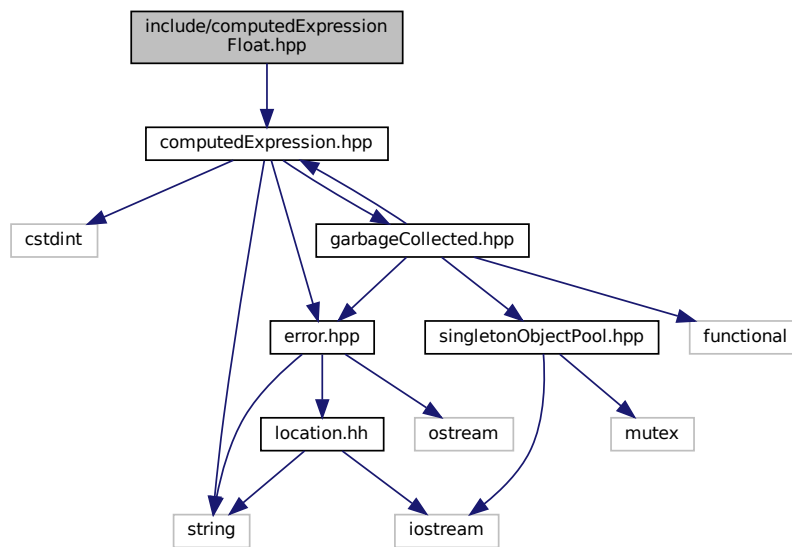 include/computedExpression
Float.hpp
computedExpression.hpp
cstdint
garbageCollected.hpp
error.hpp
singletonObjectPool.hpp
functional
location.hh
ostream
mutex
string
iostream